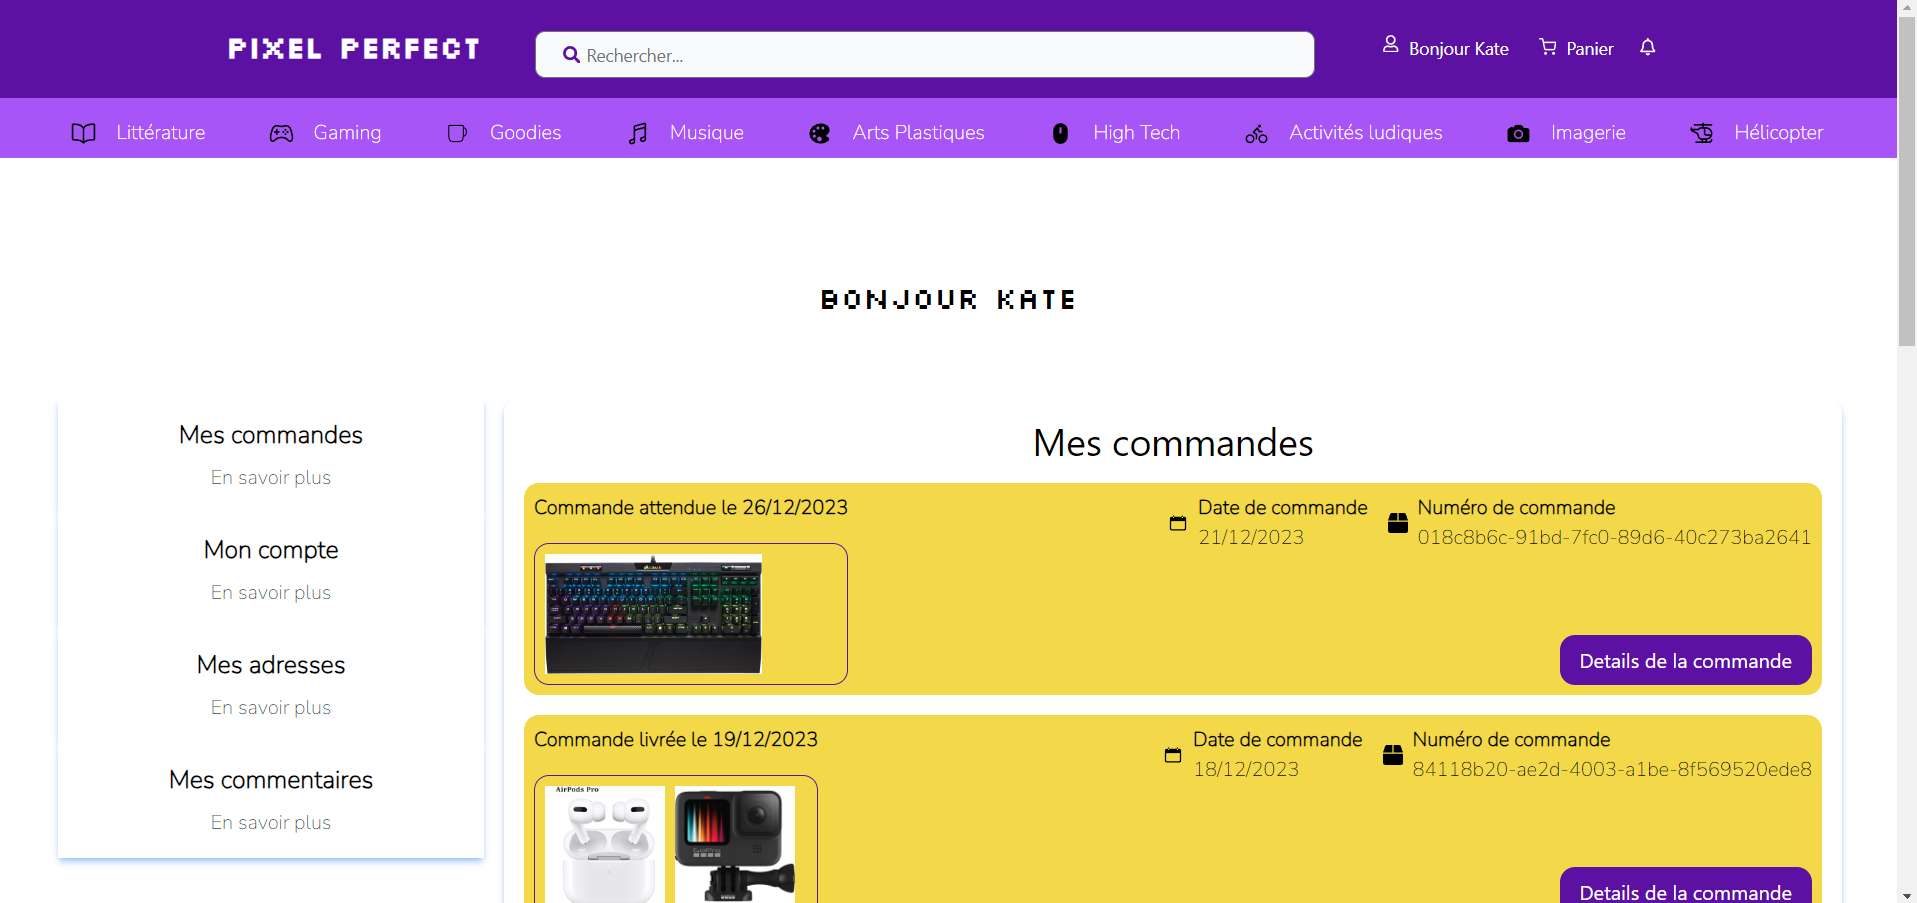 PIXEL PERFECT
Rechercher...
Bonjour Kate
Panier
Littérature
Gaming
Goodies
Musique
Arts Plastiques
High Tech
Activités ludiques
Imagerie
Hélicopter
BONJOUR KATE
Mes commandes
En savoir plus
Mon compte
En savoir plus
Mes adresses
En savoir plus
Mes commentaires
En savoir plus
Mes commandes
Commande attendue le 26/12/2023
Date de commande
21/12/2023
Numéro de commande
018c8b6c-91bd-7fc0-89d6-40c273ba2641
Details de la commande
Commande livrée le 19/12/2023
Date de commande
18/12/2023
Numéro de commande
84118b20-ae2d-4003-a1be-8f569520ede8
AirPods Pro
GoPro
Details de la commande